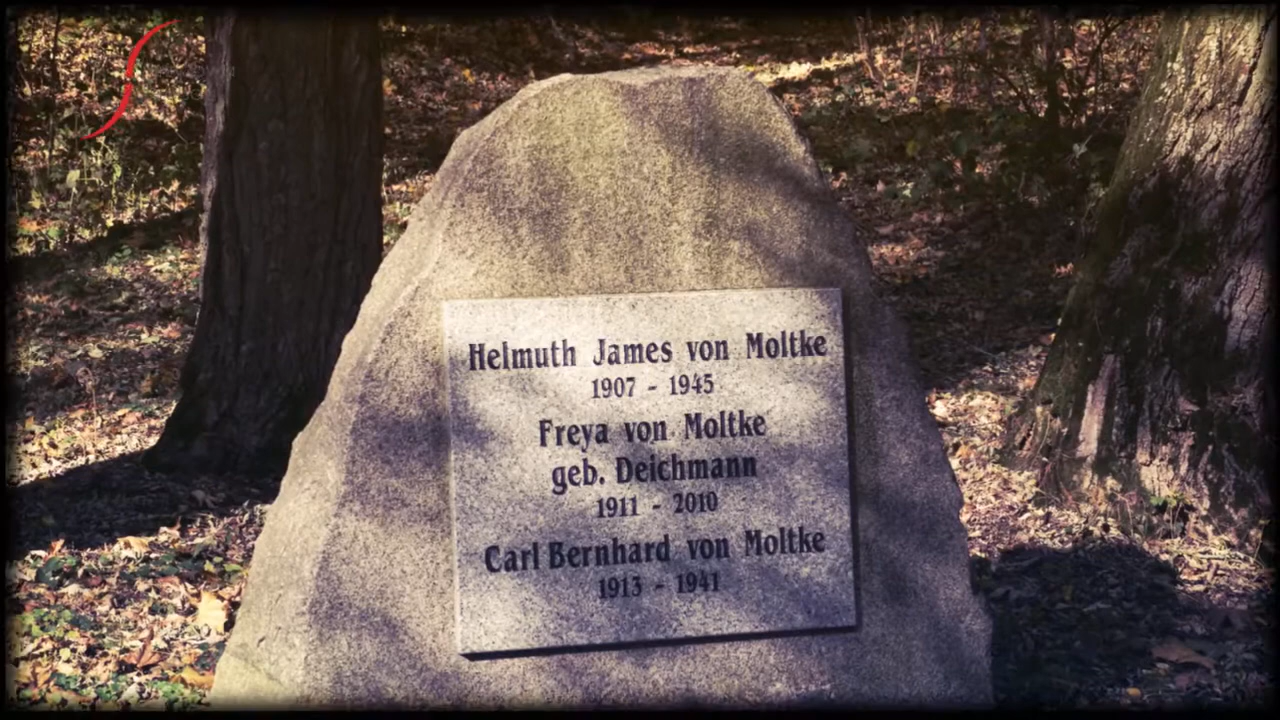 Helmuth James von Moltke
1907 - 1945
Freya von Moltke
geb. Deichmann
1911 - 2010
Carl Bernhard von Moltke
1913 - 1941